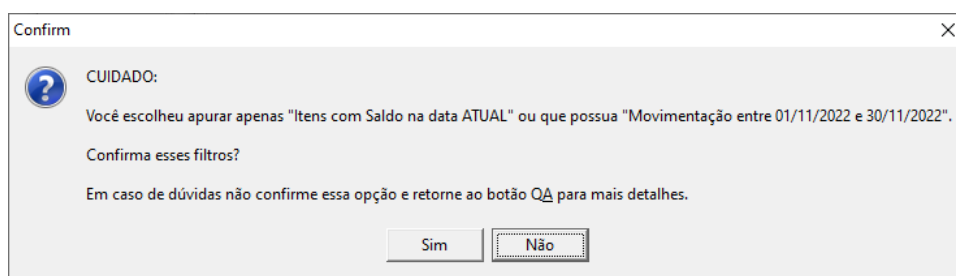 Confirm
CUIDADO:
Você escolheu apurar apenas "Itens com Saldo na data ATUAL" ou que possua "Movimentação entre 01/11/2022 e 30/11/2022".
Confirma esses filtros?
Em caso de dúvidas não confirme essa opção e retorne ao botão QA para mais detalhes.
Sim
Não